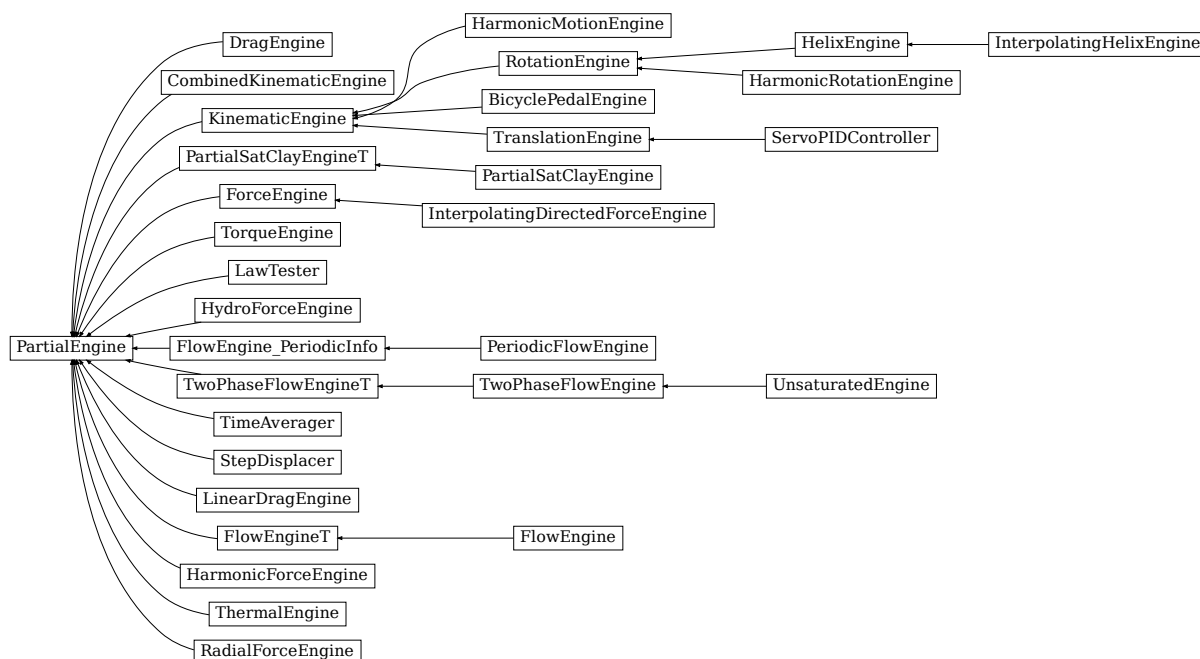 HarmonicMotionEngine
DragEngine
HelixEngine
InterpolatingHelixEngine
RotationEngine
CombinedKinematicEngine
HarmonicRotationEngine
BicyclePedalEngine
KinematicEngine
TranslationEngine
ServoPIDController
PartialSatClayEngineT
PartialSatClayEngine
ForceEngine
InterpolatingDirectedForceEngine
TorqueEngine
LawTester
HydroForceEngine
PartialEngine
FlowEngine_PeriodicInfo
PeriodicFlowEngine
TwoPhaseFlowEngineT
TwoPhaseFlowEngine
UnsaturatedEngine
TimeAverager
StepDisplacer
LinearDragEngine
FlowEngineT
FlowEngine
HarmonicForceEngine
ThermalEngine
RadialForceEngine